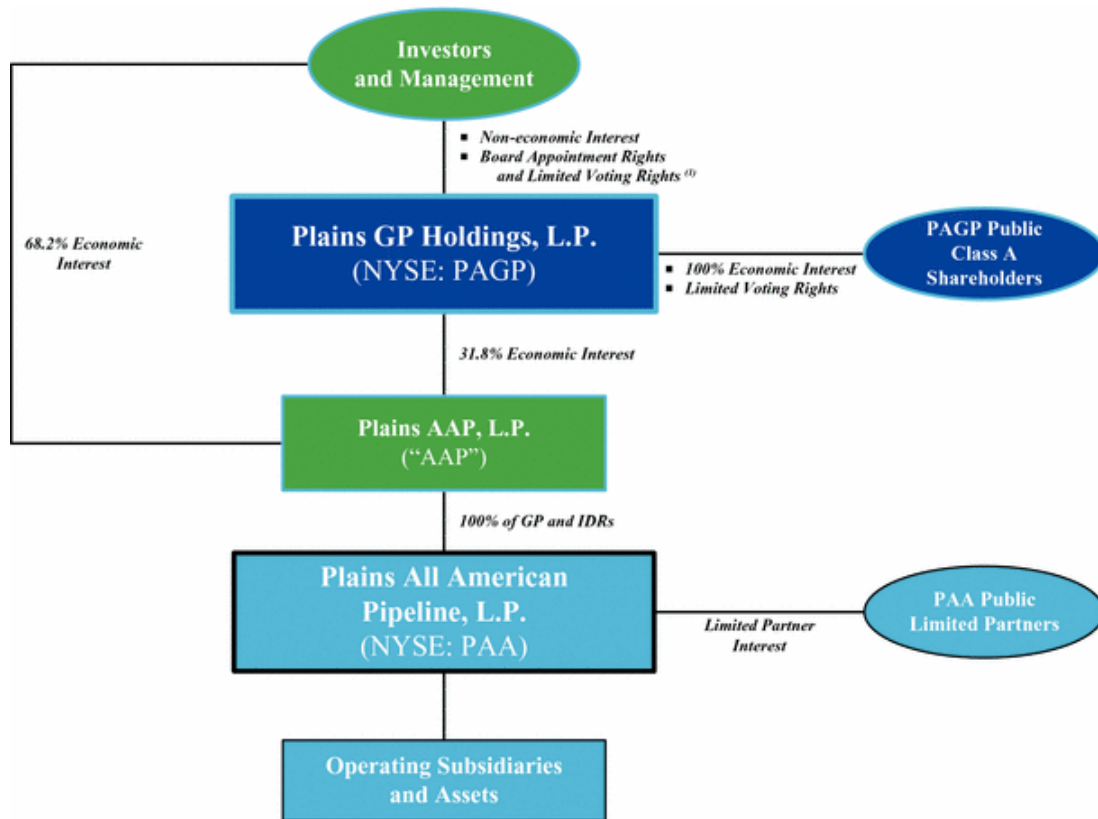 Investors
and Management
▪ Non-economic Interest
▪ Board Appointment Rights
and Limited Voting Rights (1)
68.2% Economic
Interest
Plains GP Holdings, L.P.
(NYSE: PAGP)
PAGP Public
Class A
Shareholders
▪ 100% Economic Interest
▪ Limited Voting Rights
31.8% Economic Interest
Plains AAP, L.P.
(“AAP”)
100% of GP and IDRs
Plains All American
Pipeline, L.P.
(NYSE: PAA)
Limited Partner
Interest
PAA Public
Limited Partners
Operating Subsidiaries
and Assets